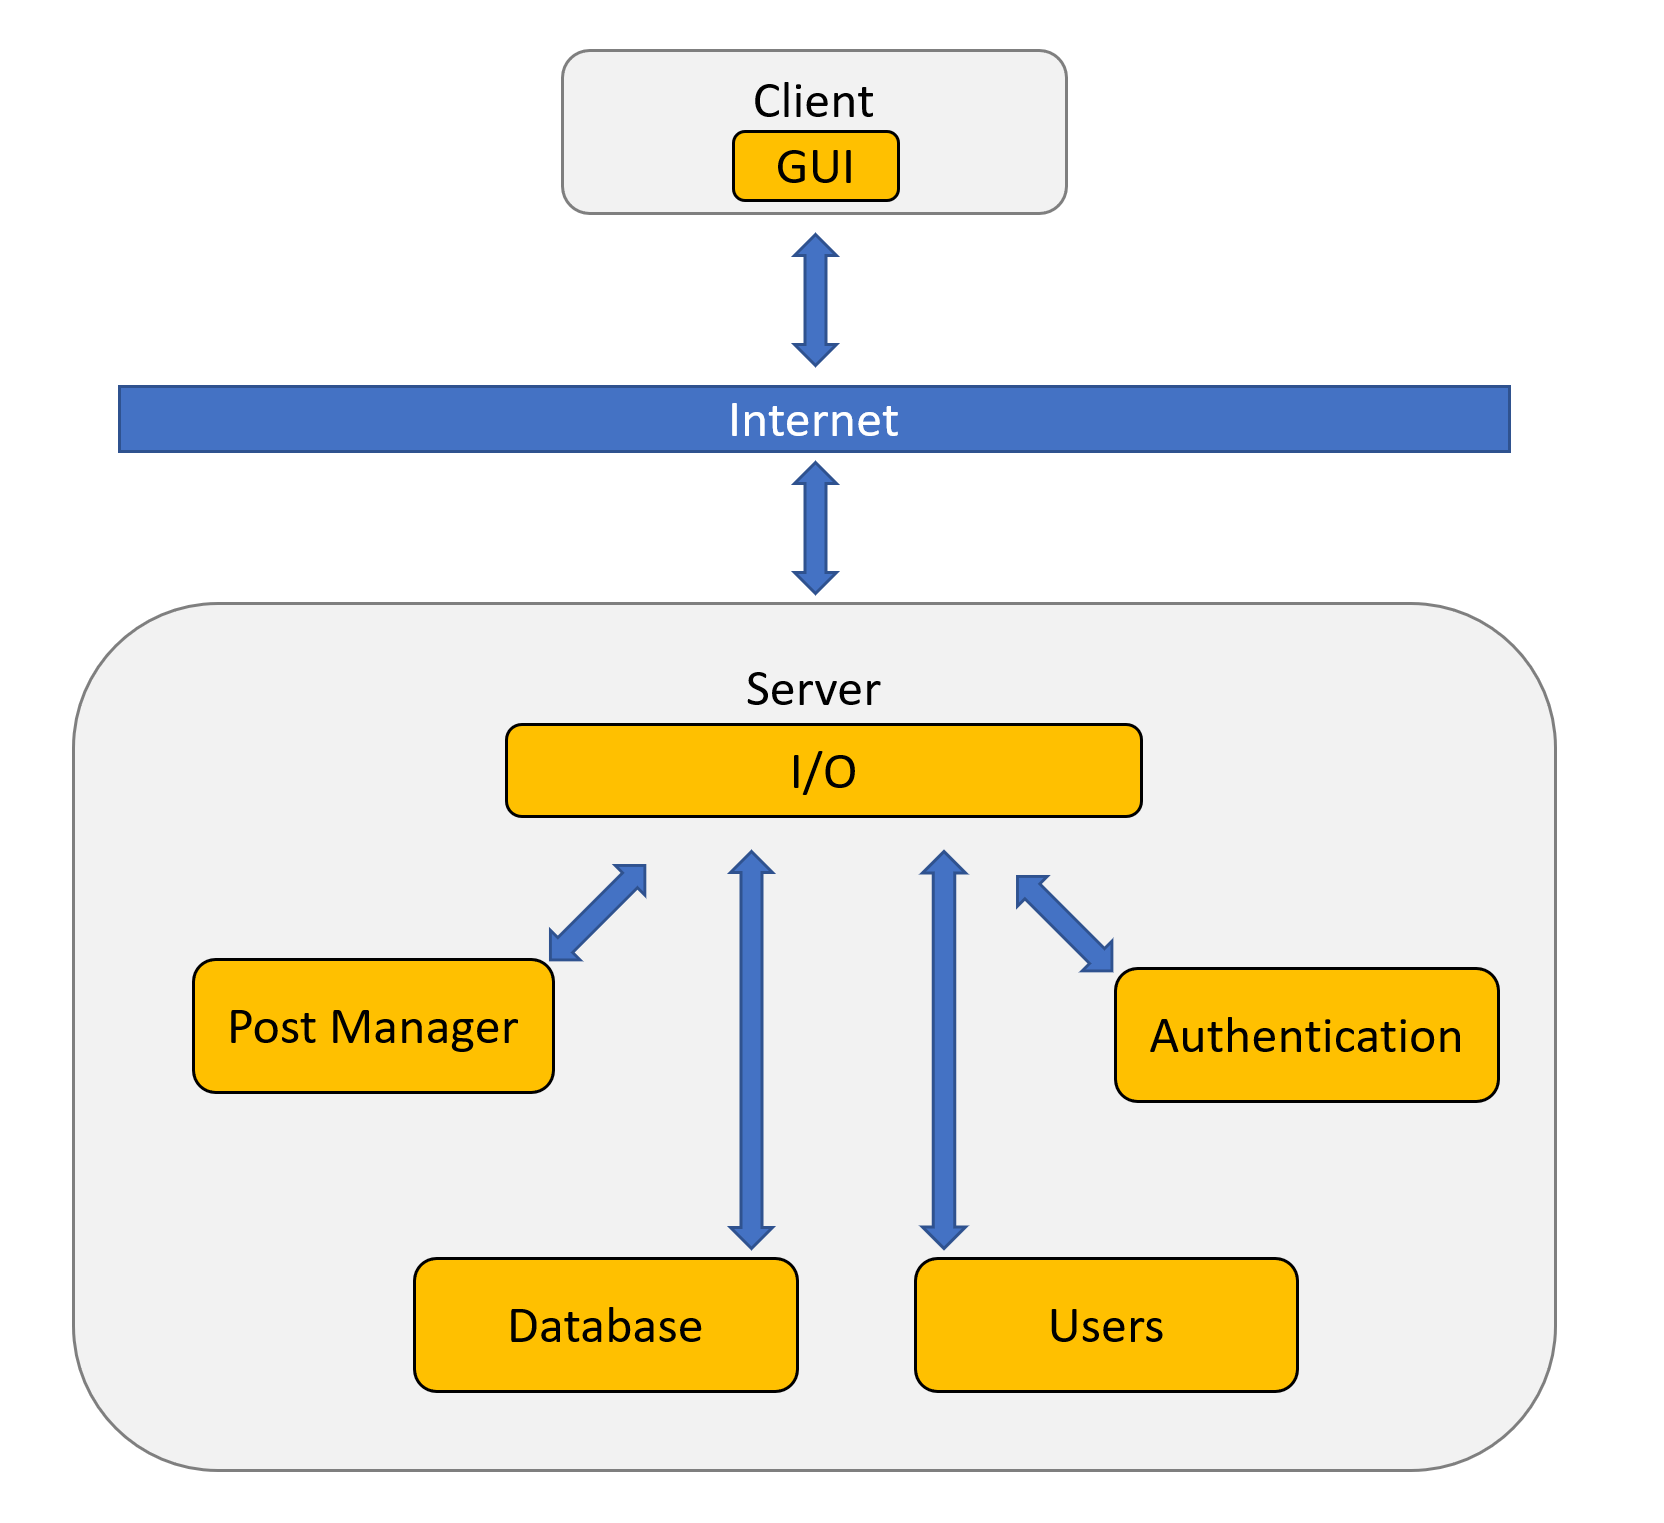 Client
GUI
Internet
Server
I/O
Post Manager
Authentication
Database
Users